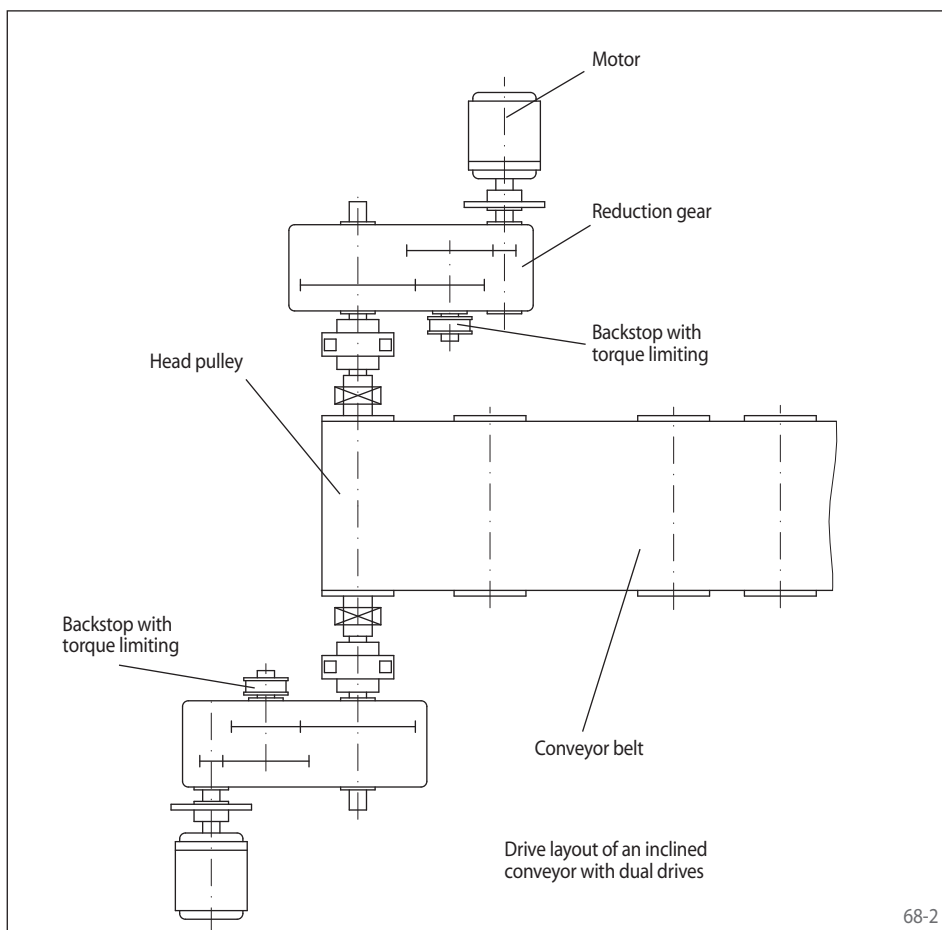 Motor
Reduction gear
Backstop with
torque limiting
Head pulley
Backstop with
torque limiting
Conveyor belt
Drive layout of an inclined
conveyor with dual drives
68-2